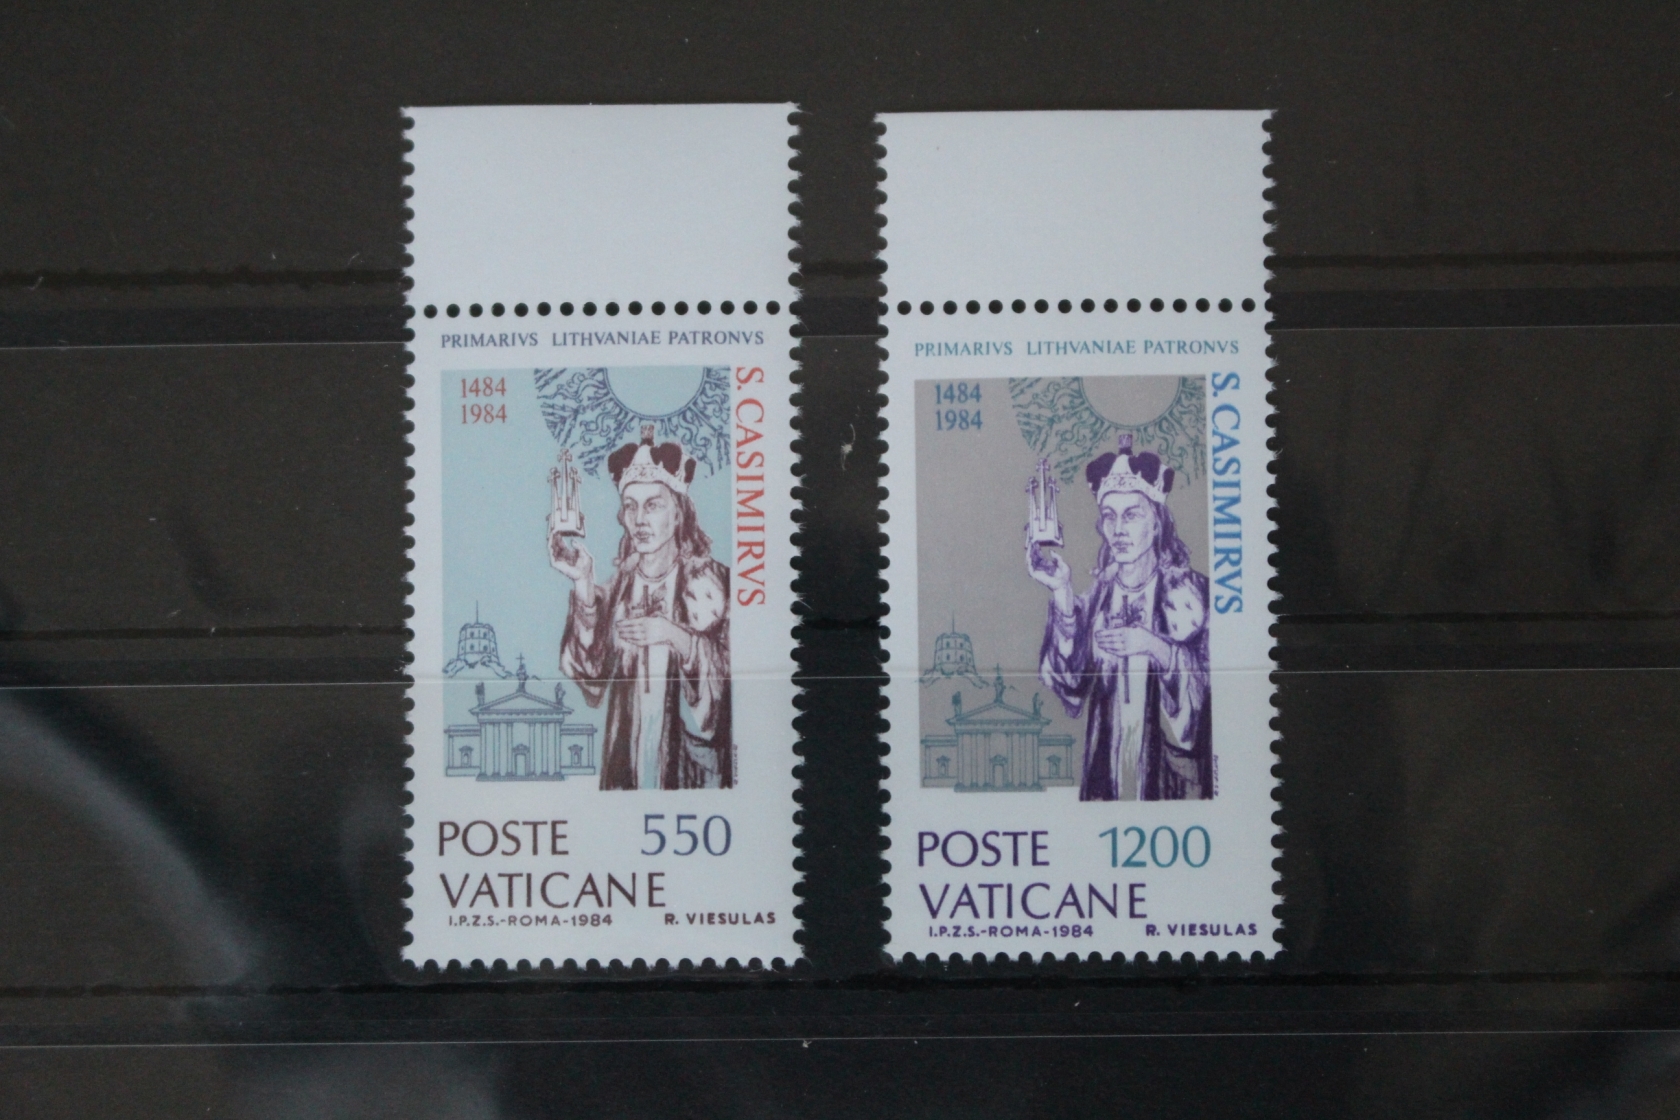 PRIMARIVS LITHVANIAE PATRONVS
1484
1984
S. CASIMIRVS
POSTE 550
VATICANE
I.P.Z.S.-ROMA-1984 R. VIESULAS
PRIMARIVS LITHVANIAE PATRONVS
1484
1984
S. CASIMIRVS
POSTE 1200
VATICANE
I.P.Z.S.-ROMA-1984 R. VIESULAS